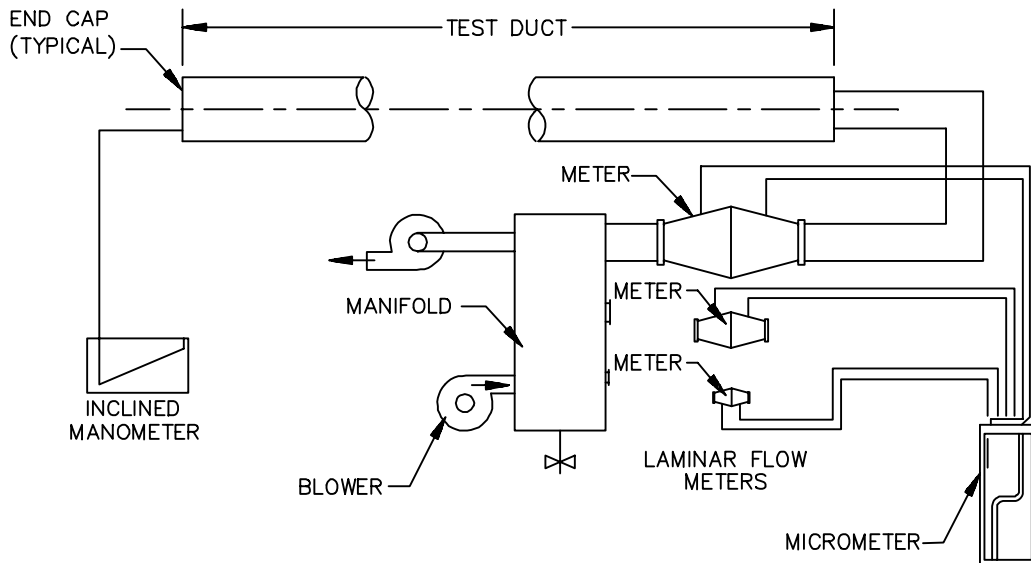 END CAP
(TYPICAL)
TEST DUCT
METER
MANIFOLD
METER
METER
INCLINED
MANOMETER
BLOWER
LAMINAR FLOW
METERS
MICROMETER